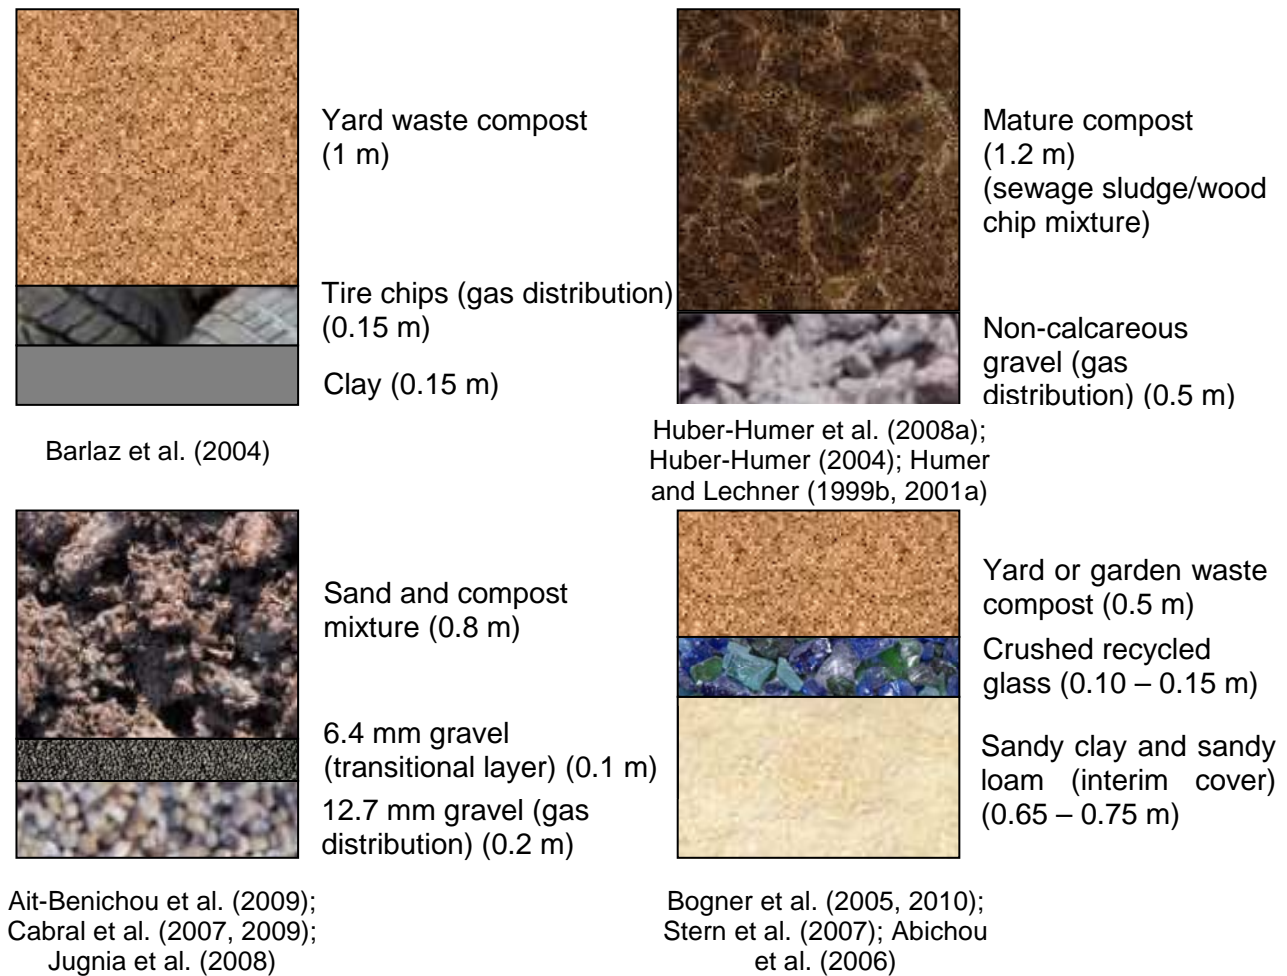 Yard waste compost
(1 m)
Tire chips (gas distribution)
(0.15 m)
Clay (0.15 m)
Barlaz et al. (2004)
Mature compost
(1.2 m)
(sewage sludge/wood
chip mixture)
Non-calcareous
gravel (gas
distribution) (0.5 m)
Huber-Humer et al. (2008a);
Huber-Humer (2004); Humer
and Lechner (1999b, 2001a)
Sand and compost
mixture (0.8 m)
6.4 mm gravel
(transitional layer) (0.1 m)
12.7 mm gravel (gas
distribution) (0.2 m)
Ait-Benichou et al. (2009);
Cabral et al. (2007, 2009);
Jugnia et al. (2008)
Yard or garden waste
compost (0.5 m)
Crushed recycled
glass (0.10 – 0.15 m)
Sandy clay and sandy
loam (interim cover)
(0.65 – 0.75 m)
Bogner et al. (2005, 2010);
Stern et al. (2007); Abichou
et al. (2006)